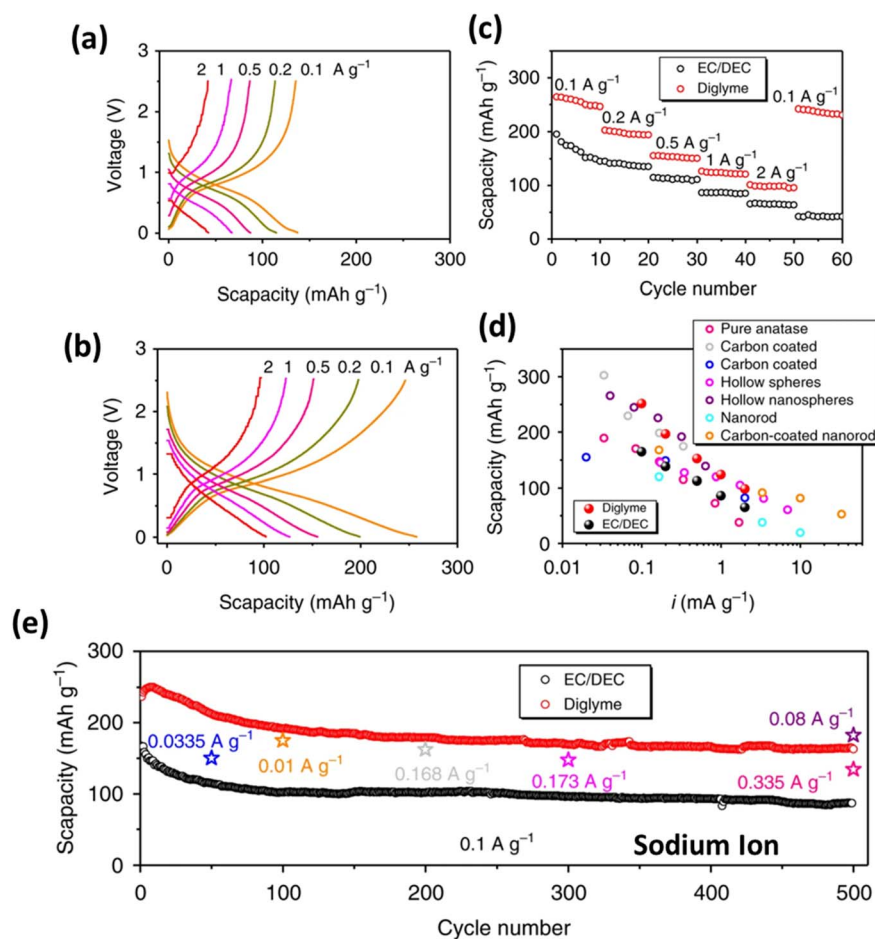 (a)
3
2
1
0
Voltage (V)
2 1 0.5 0.2 0.1 A g⁻¹
0 100 200 300
Scapacity (mAh g⁻¹)
(b)
3
2
1
0
Voltage (V)
2 1 0.5 0.2 0.1 A g⁻¹
0 100 200 300
Scapacity (mAh g⁻¹)
(c)
300
200
100
0
Scapacity (mAh g⁻¹)
EC/DEC
Diglyme
0.1 A g⁻¹
0.2 A g⁻¹
0.5 A g⁻¹
1 A g⁻¹
2 A g⁻¹
0.1 A g⁻¹
0 10 20 30 40 50 60
Cycle number
(d)
300
200
100
0
Scapacity (mAh g⁻¹)
Pure anatase
Carbon coated
Carbon coated
Hollow spheres
Hollow nanospheres
Nanorod
Carbon-coated nanorod
Diglyme
EC/DEC
0.01 0.1 1 10
i (mA g⁻¹)
(e)
300
200
100
0
Scapacity (mAh g⁻¹)
EC/DEC
Diglyme
0.0335 A g⁻¹
0.01 A g⁻¹
0.168 A g⁻¹
0.173 A g⁻¹
0.08 A g⁻¹
0.335 A g⁻¹
0.1 A g⁻¹
Sodium Ion
0 100 200 300 400 500
Cycle number